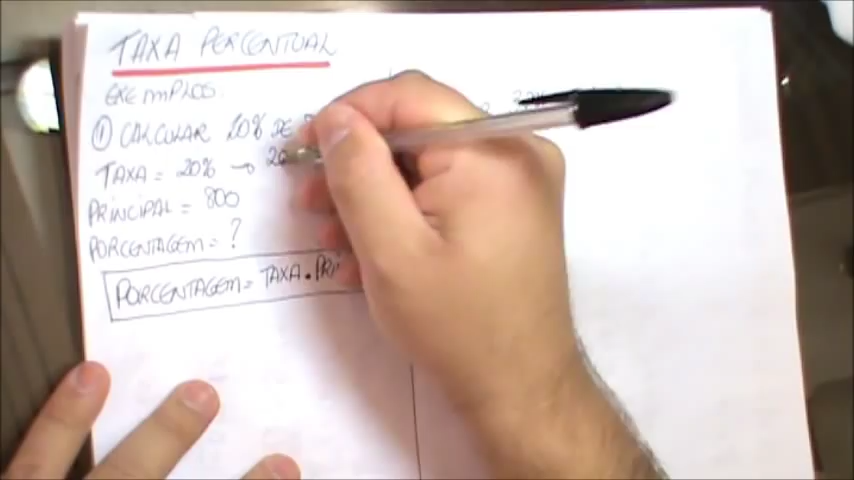 TAXA PERCENTUAL
EXEMPLOS:
① CALCULAR 20% DE
TAXA = 20% → 20
PRINCIPAL = 800
PORCENTAGEM = ?
PORCENTAGEM = TAXA . PRI